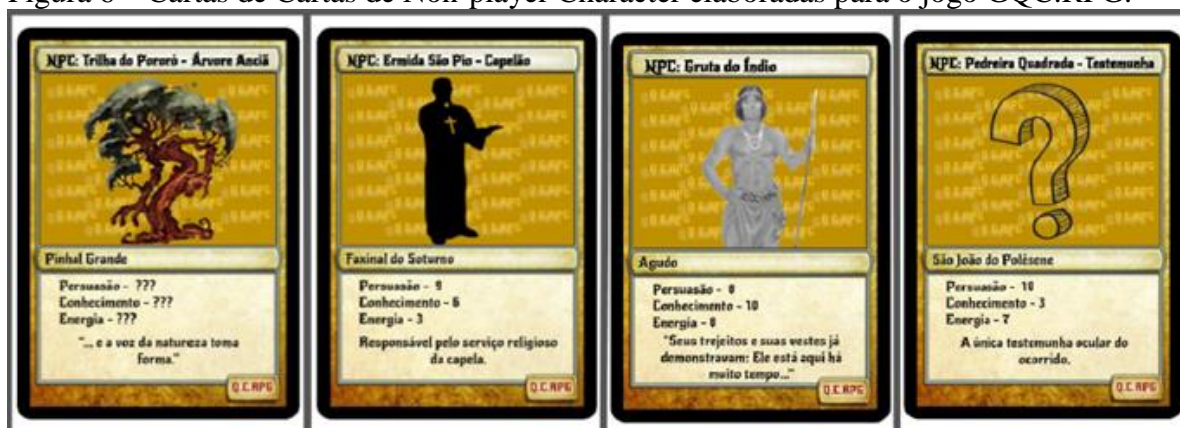 Figura 6 – Cartas de Cartas de Non-player Character elaboradas para o jogo GQC.RPG.
NPC: Trilha do Pororó - Árvore Anciã
Pinhal Grande
Persuasão - ???
Conhecimento - ???
Energia - ???
"... e a voz da natureza toma
forma."
Q.C.RPG
NPC: Ermida São Pio - Capelão
Faxinal do Soturno
Persuasão - 9
Conhecimento - 6
Energia - 3
Responsável pelo serviço religioso
da capela.
Q.C.RPG
NPC: Gruta do Índio
Agudo
Persuasão -
Conhecimento - 10
Energia -
"Seus trejeitos e suas vestes já
demonstravam: Ele está aqui há
muito tempo..."
Q.C.RPG
NPC: Pedreira Quadrada - Testemunha
São João do Polêsene
Persuasão - 10
Conhecimento - 3
Energia - 7
A única testemunha ocular do
ocorrido.
Q.C.RPG